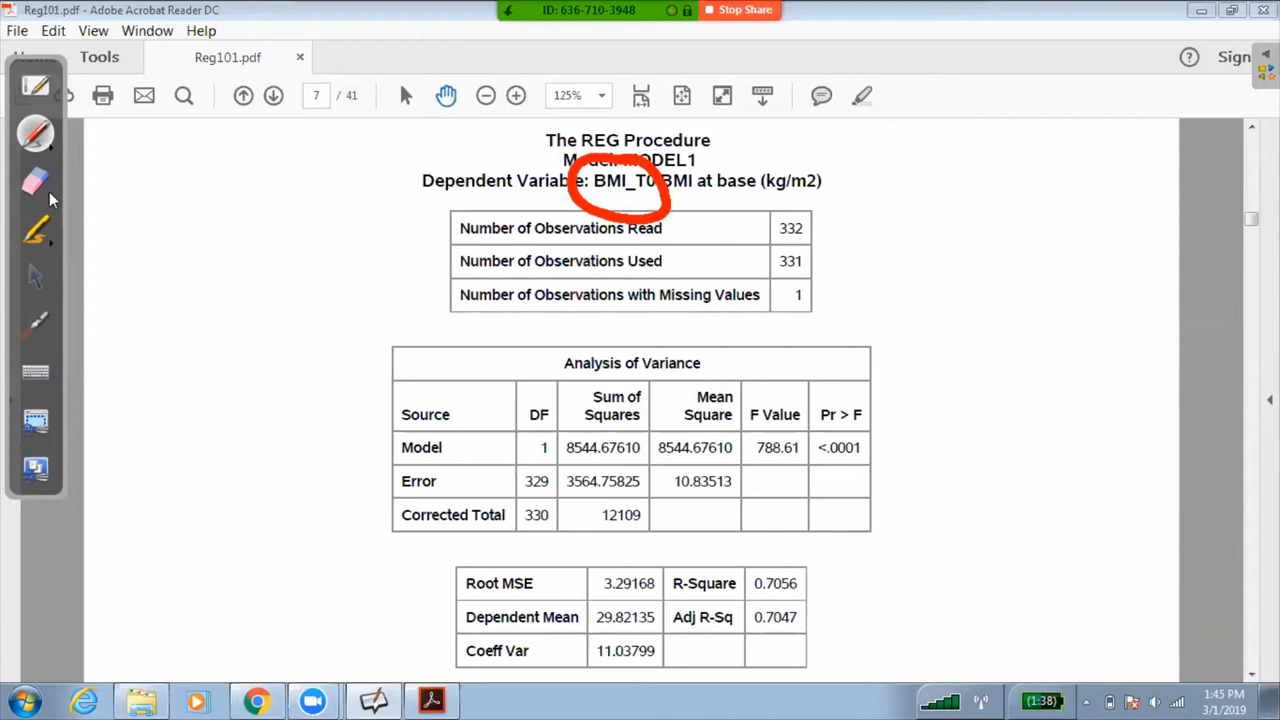 Reg101.pdf - Adobe Acrobat Reader DC
ID: 636-710-3948
Stop Share
File Edit View Window Help
Tools
Reg101.pdf
×
Sign
7 / 41
125%
The REG Procedure
Model: MODEL1
Dependent Variable: BMI_T0 BMI at base (kg/m2)
Number of Observations Read 332
Number of Observations Used 331
Number of Observations with Missing Values 1
Analysis of Variance
Source DF Sum of Squares Mean Square F Value Pr > F
Model 1 8544.67610 8544.67610 788.61 <.0001
Error 329 3564.75825 10.83513
Corrected Total 330 12109
Root MSE 3.29168 R-Square 0.7056
Dependent Mean 29.82135 Adj R-Sq 0.7047
Coeff Var 11.03799
(1:38)
1:45 PM
3/1/2019